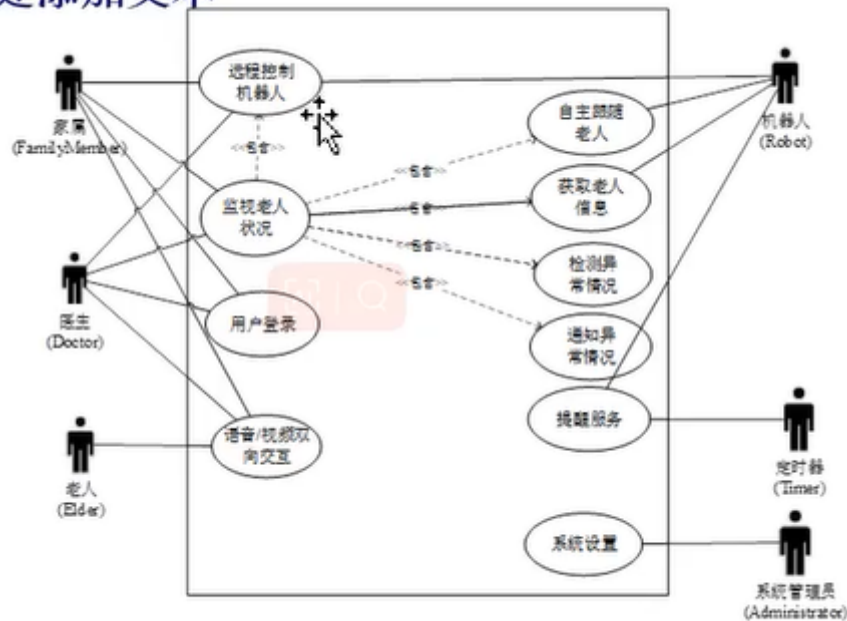 远程控制
机器人
家属
(FamilyMember)
机器人
(Robot)
自主跟随
老人
<<包含>>
<<包含>>
获取老人
信息
监视老人
状况
<<包含>>
<<包含>>
检测异
常情况
<<包含>>
医生
(Doctor)
用户登录
通知异
常情况
提醒服务
语音/视频双
向交互
老人
(Elder)
定时器
(Timer)
系统设置
系统管理员
(Administrator)